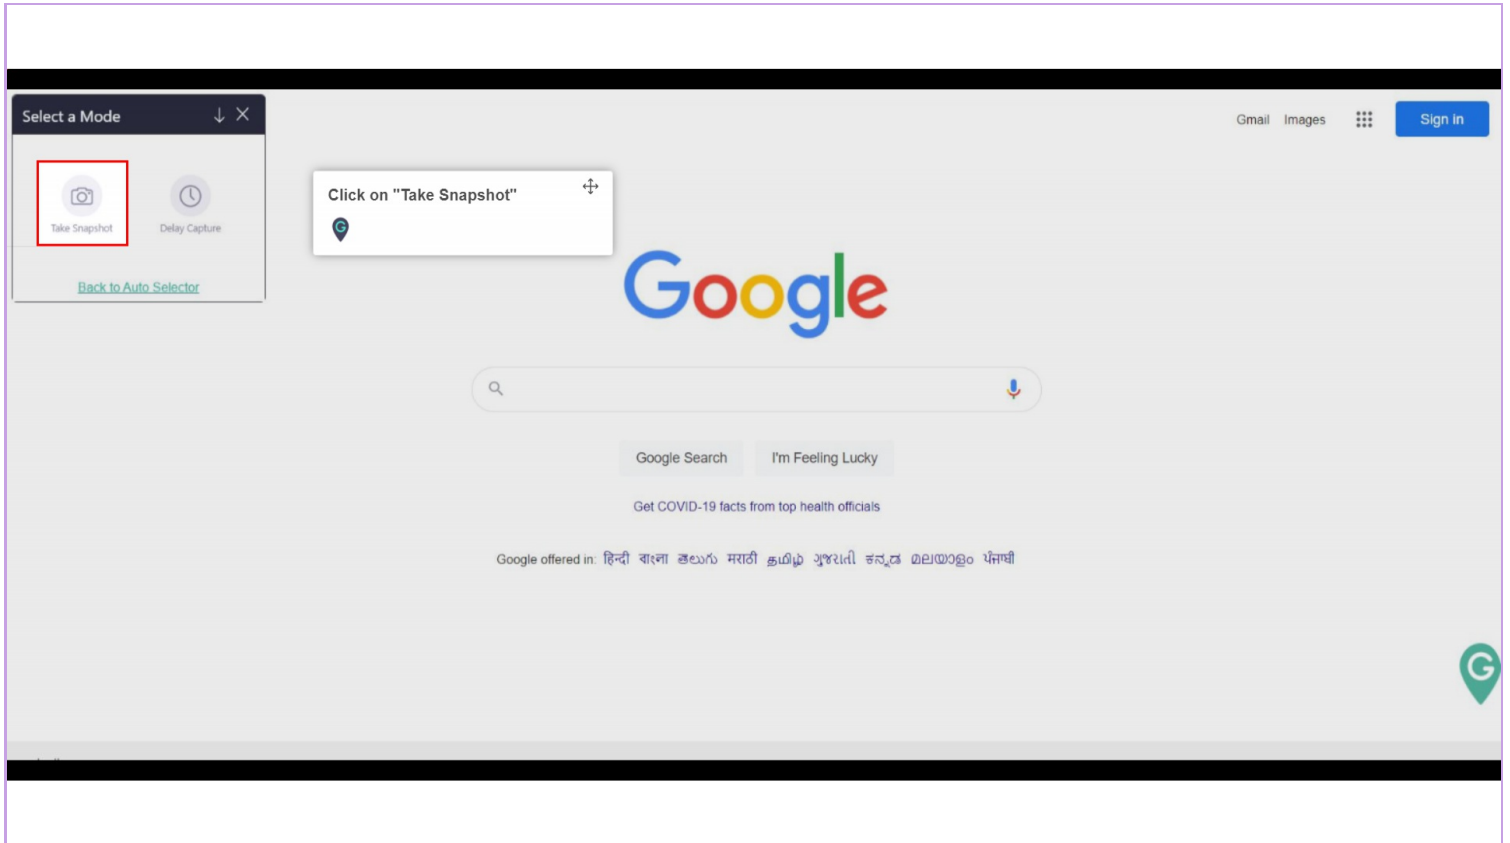 Select a Mode
Gmail Images
Sign in
Take Snapshot
Delay Capture
Back to Auto Selector
Click on "Take Snapshot"
G
Google
Google Search
I'm Feeling Lucky
Get COVID-19 facts from top health officials
Google offered in: हिन्दी বাংলা తెలుగు मराठी தமிழ் ગુજરાતી ಕನ್ನಡ മലയാളം ਪੰਜਾਬੀ
G